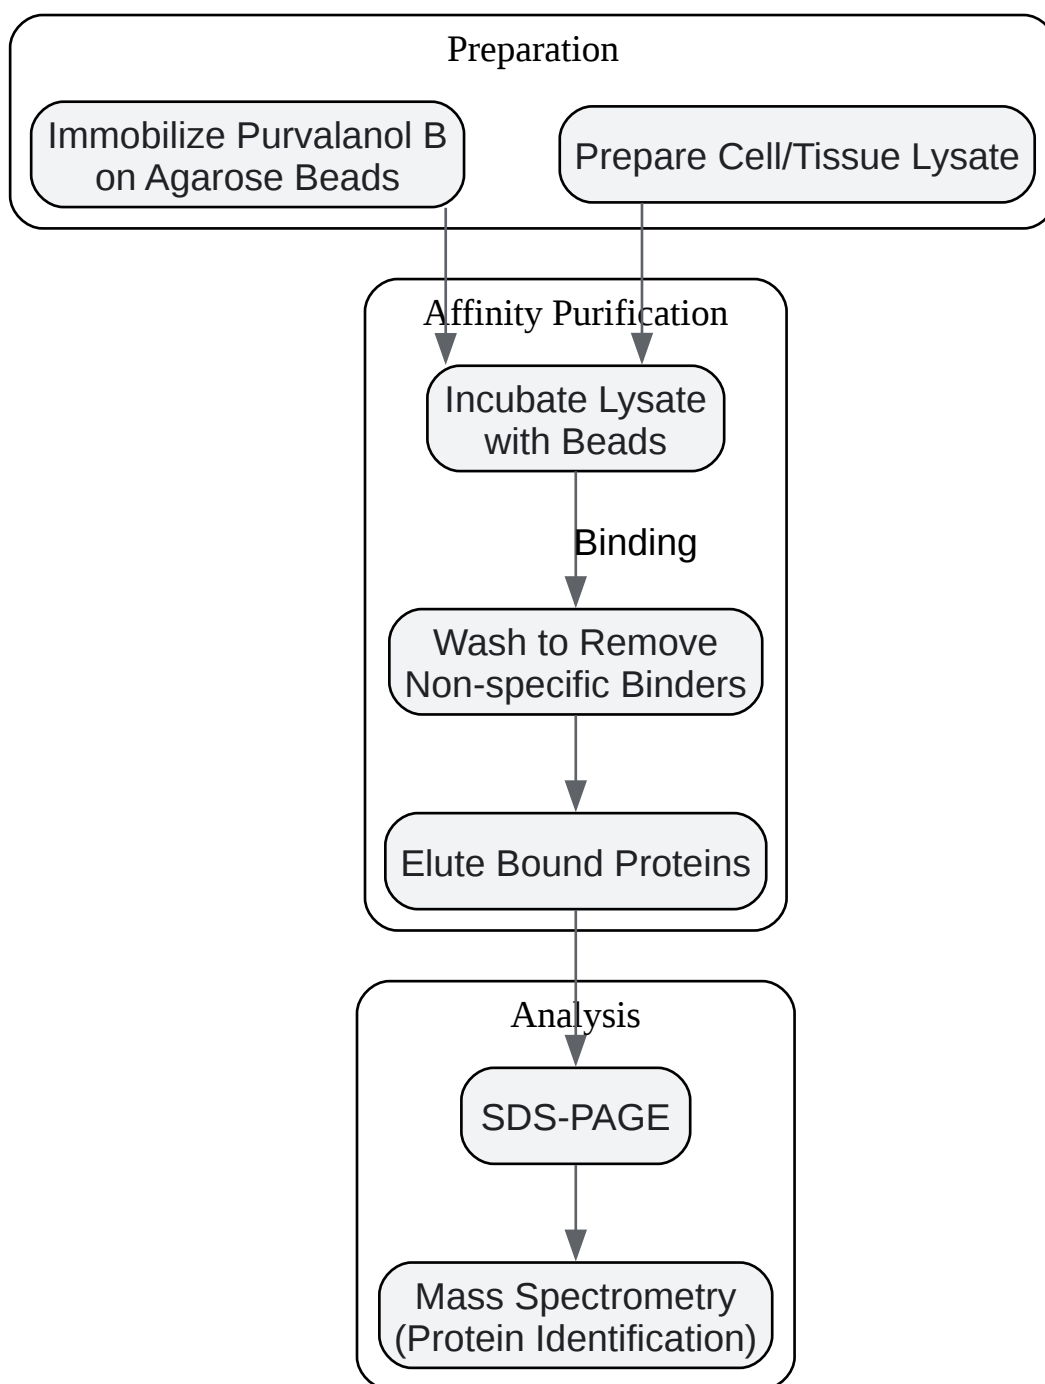 Preparation
Immobilize Purvalanol B
on Agarose Beads
Prepare Cell/Tissue Lysate
Affinity Purification
Incubate Lysate
with Beads
Binding
Wash to Remove
Non-specific Binders
Elute Bound Proteins
Analysis
SDS-PAGE
Mass Spectrometry
(Protein Identification)